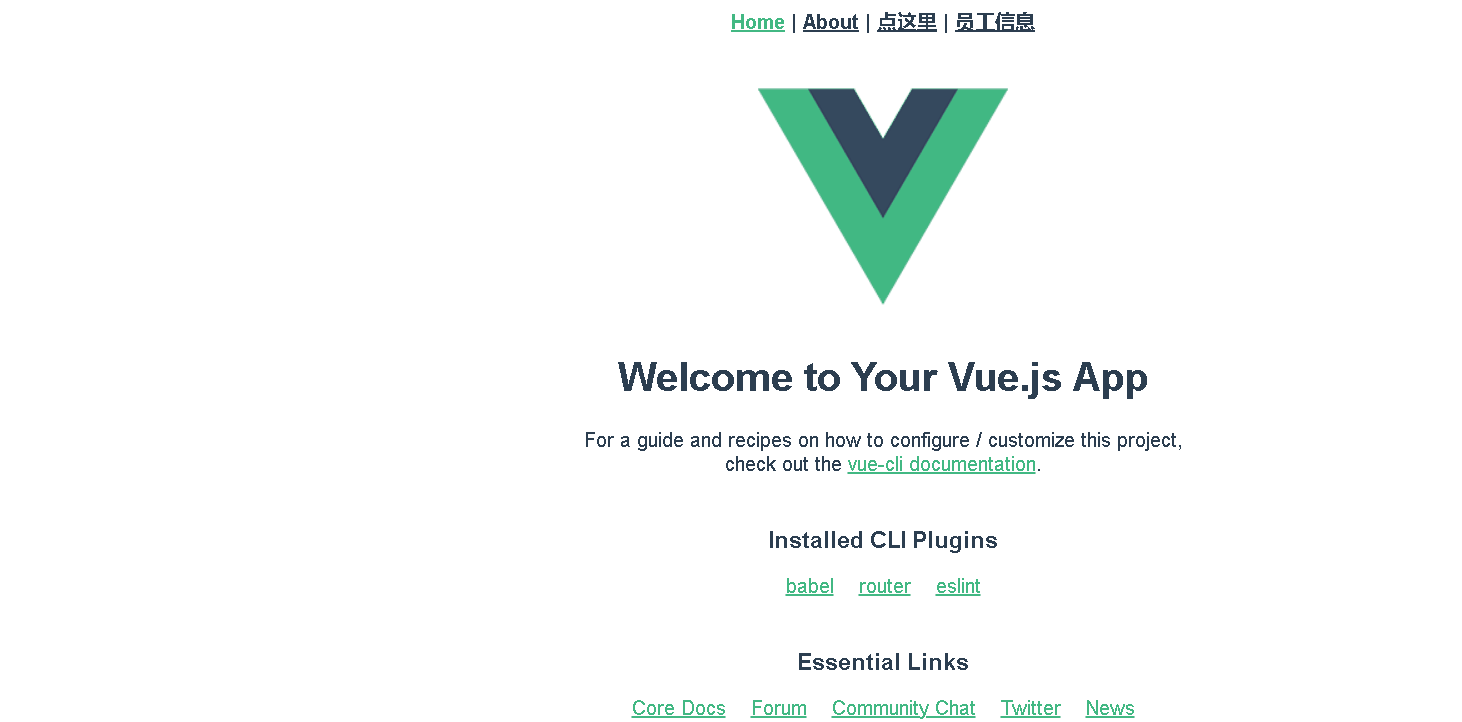 Home | About | 点这里 | 员工信息
Welcome to Your Vue.js App
For a guide and recipes on how to configure / customize this project,
check out the vue-cli documentation.
Installed CLI Plugins
babel router eslint
Essential Links
Core Docs Forum Community Chat Twitter News